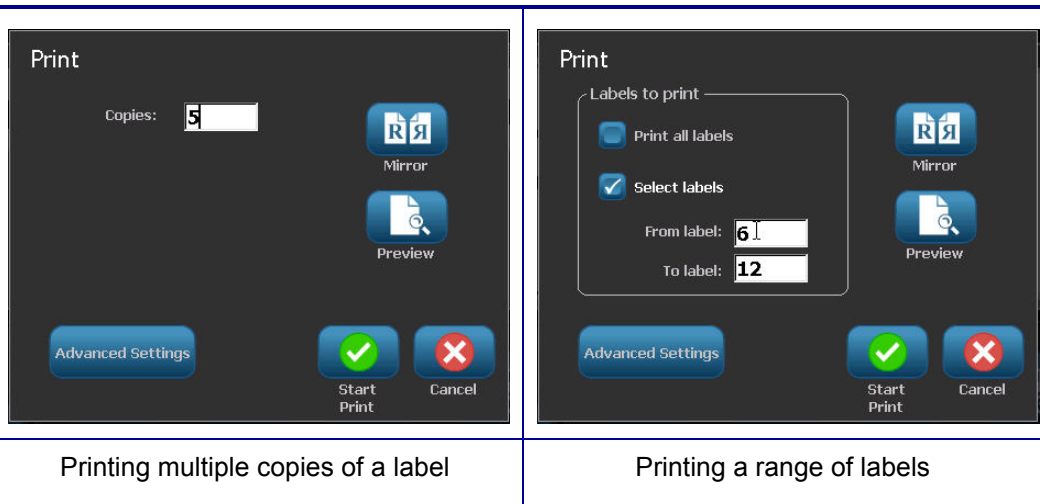 Print
Copies: 5
R Я
Mirror
Preview
Advanced Settings
Start
Print
Cancel
Printing multiple copies of a label
Print
Labels to print
Print all labels
Select labels
From label: 6
To label: 12
R Я
Mirror
Preview
Advanced Settings
Start
Print
Cancel
Printing a range of labels